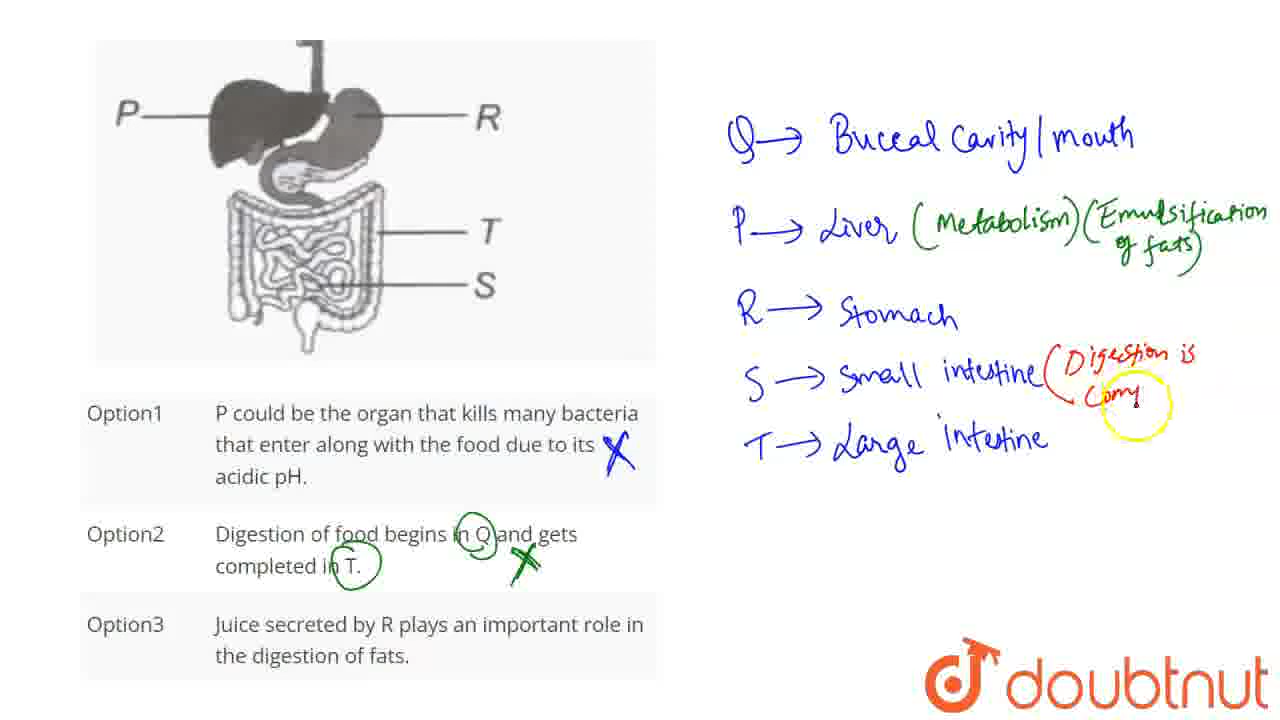 P
R
T
S
Option1
P could be the organ that kills many bacteria
that enter along with the food due to its
acidic pH.
Option2
Digestion of food begins in Q and gets
completed in T.
Option3
Juice secreted by R plays an important role in
the digestion of fats.
Q → Buccal Cavity/mouth
P → Liver (Metabolism) (Emulsification
of fats)
R → Stomach
S → Small intestine (Digestion is
Comp
T → Large intestine
doubtnut